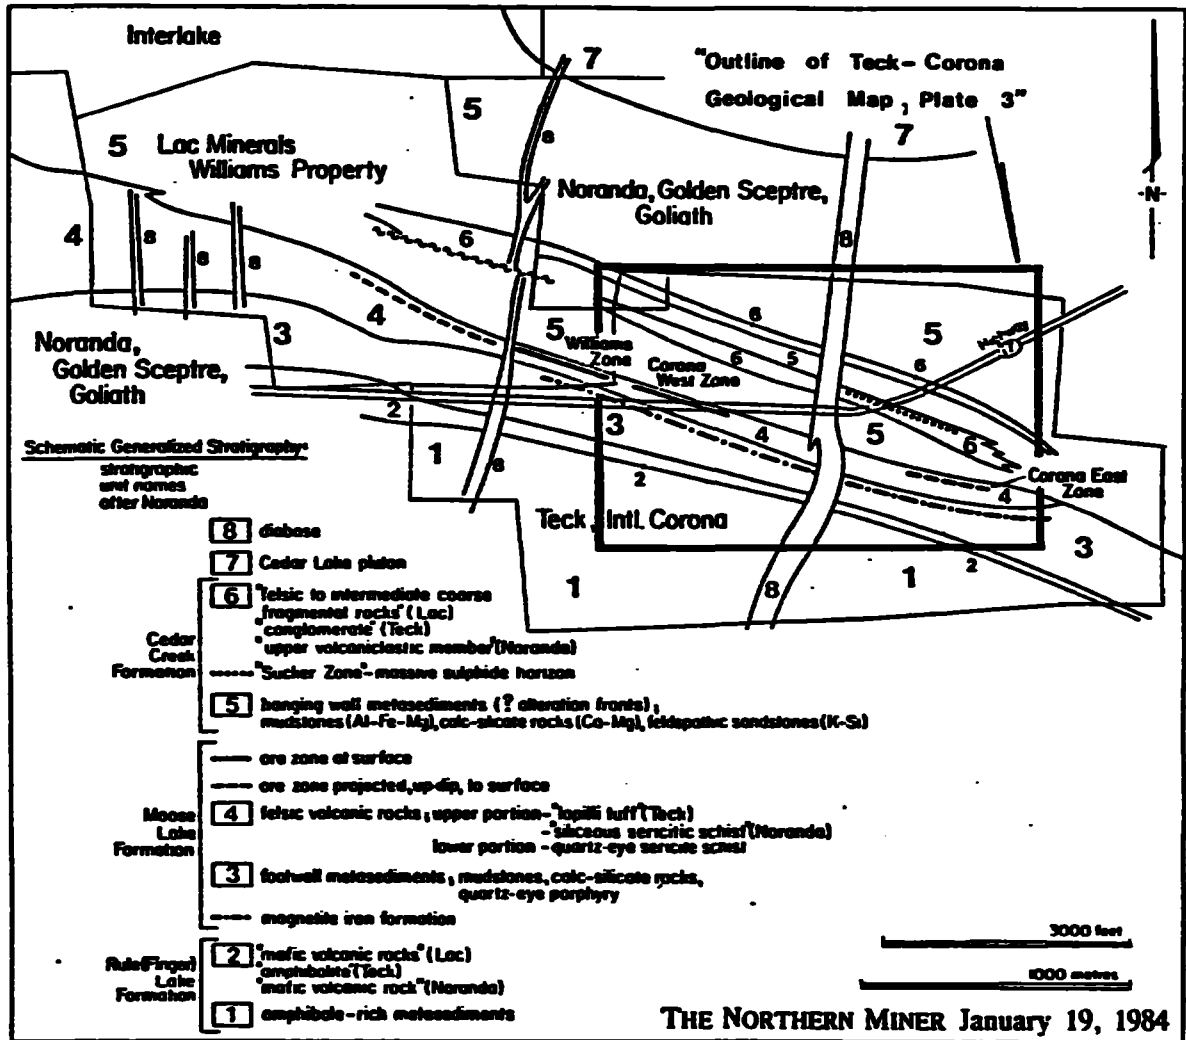 Interlake
7
"Outline of Teck-Corona
Geological Map, Plate 3"
5
8
7
5
Lac Minerals
Williams Property
-N-
Noranda, Golden Sceptre,
Goliath
4
8
8
8
6
8
6
5
4
3
5
Williams
Zone
6
5
6
Corona
West Zone
Noranda,
Golden Sceptre,
Goliath
2
3
4
5
6
1
8
2
Corona East
Zone
4
Teck, Intl. Corona
3
2
1
1
8
Schematic Generalized Stratigraphy
stratigraphic
unit names
after Noranda
8 diabase
7 Cedar Lake pluton
Cedar
Creek
Formation
6 "felsic to intermediate coarse
fragmental rocks" (Lac)
"conglomerate" (Teck)
"upper volcaniclastic member" (Noranda)
"Sucker Zone"-massive sulphide horizon
5 hanging wall metasediments (? alteration fronts),
mudstones (Al-Fe-Mg), calc-silicate rocks (Ca-Mg), feldspathic sandstones (K-Si)
Moose
Lake
Formation
ore zone at surface
ore zone projected, up-dip, to surface
4 felsic volcanic rocks, upper portion-"lapilli tuff" (Teck)
-"siliceous sericitic schist" (Noranda)
lower portion - quartz-eye sericite schist
3 footwall metasediments, mudstones, calc-silicate rocks,
quartz-eye porphyry
magnetite iron formation
Rule (Finger)
Lake
Formation
2 "mafic volcanic rocks" (Lac)
"amphibolite" (Teck)
"mafic volcanic rock" (Noranda)
1 amphibole-rich metasediments
3000 feet
1000 metres
THE NORTHERN MINER January 19, 1984